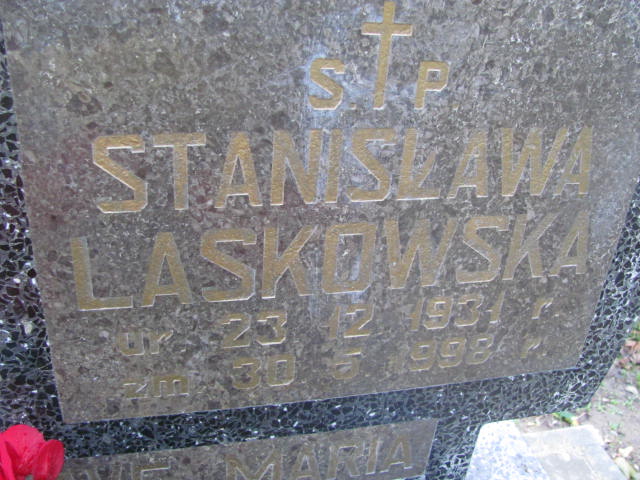 Ś. P
STANISŁAWA
LASKOWSKA
ur 23 12 1931 r.
zm 30 5 1998 r.
MARIA